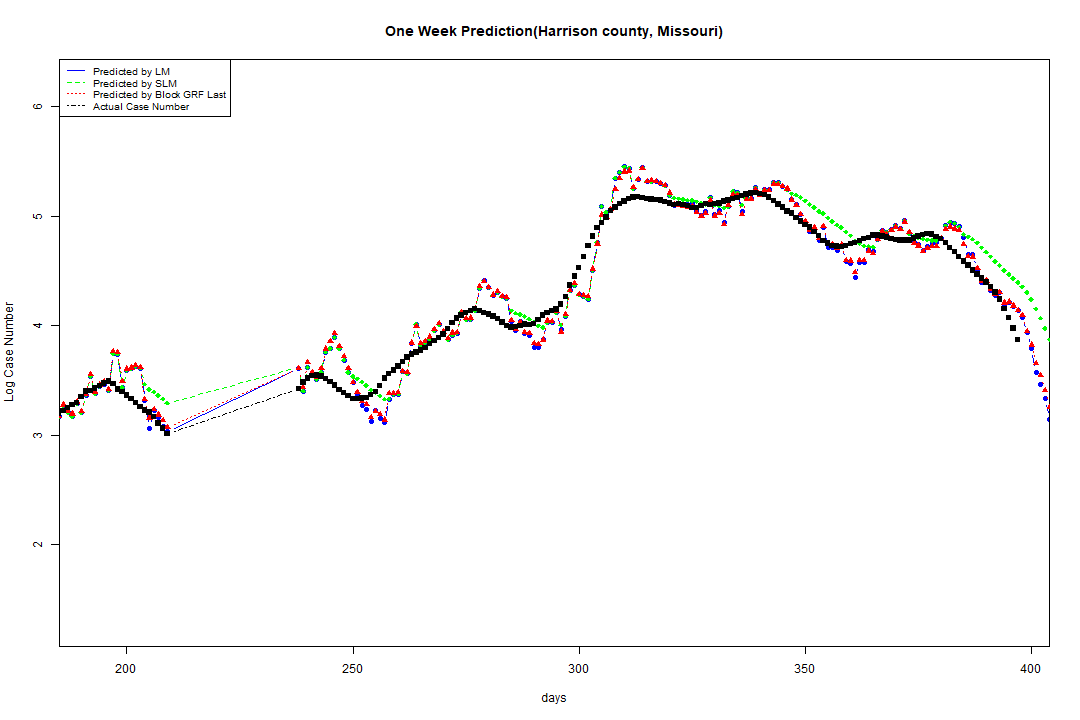 One Week Prediction(Harrison county, Missouri)
Predicted by LM
Predicted by SLM
Predicted by Block GRF Last
Actual Case Number
6
5
4
3
2
Log Case Number
200 250 300 350 400
days